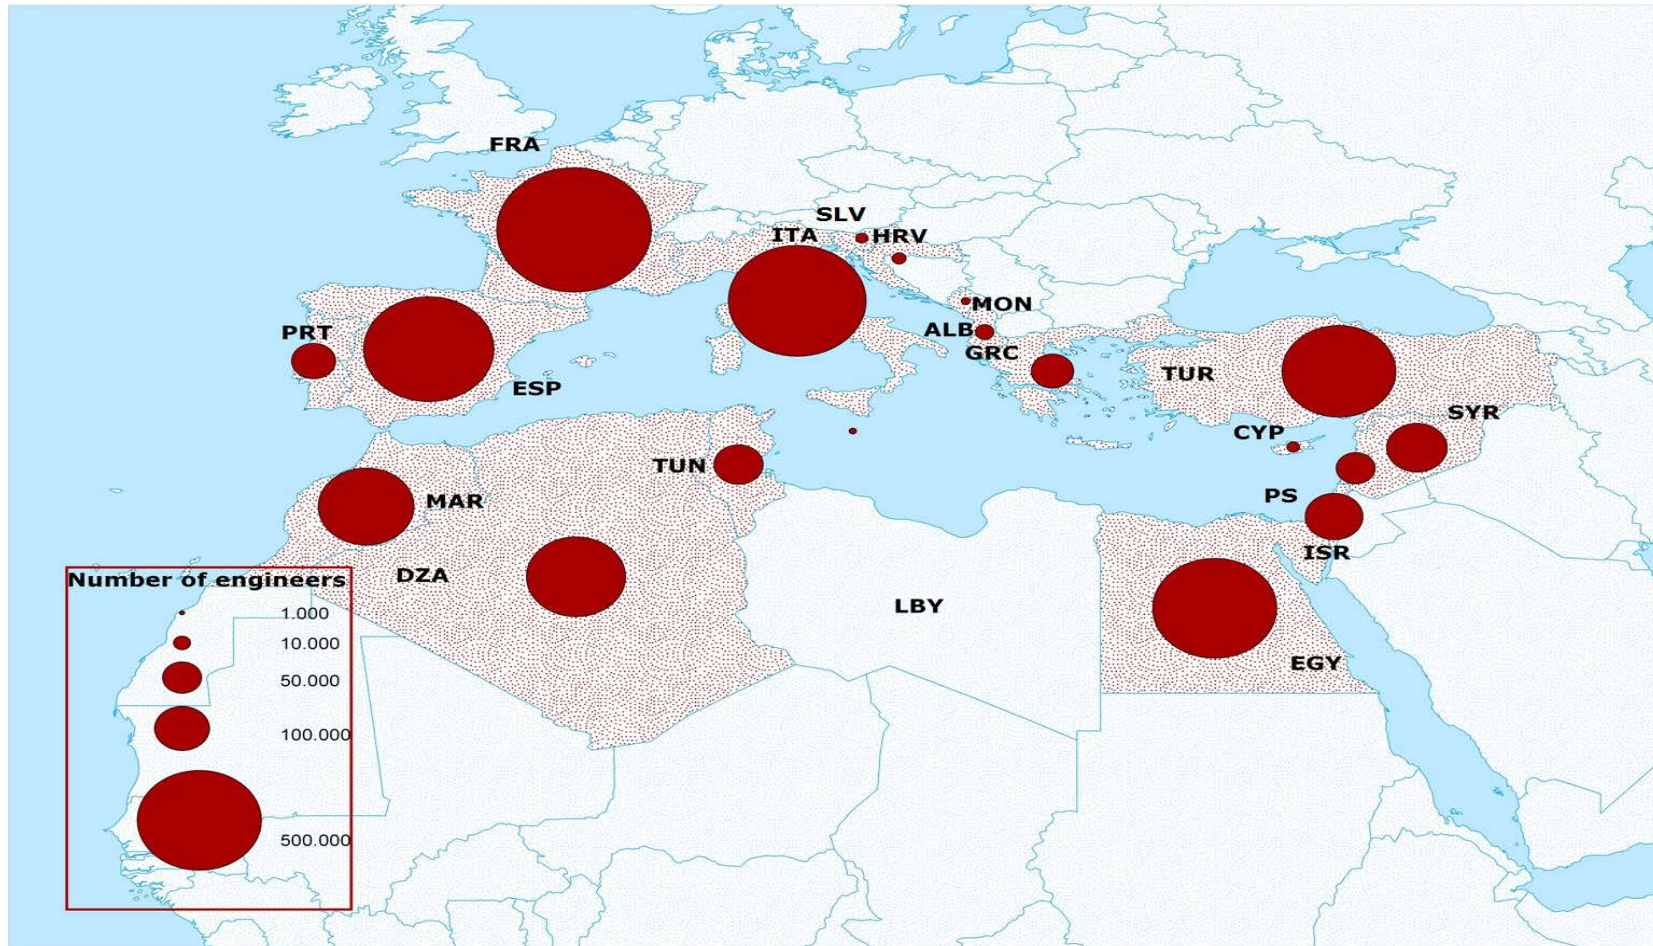 FRA
SLV
ITA
HRV
MON
PRT
ALB
GRC
ESP
TUR
SYR
CYP
TUN
MAR
PS
ISR
DZA
LBY
EGY
Number of engineers
1.000
10.000
50.000
100.000
500.000